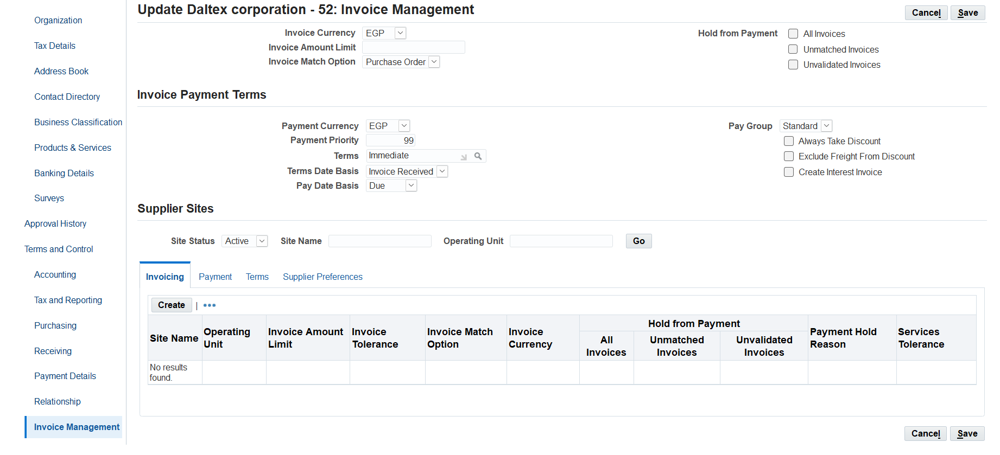 Update Daltex corporation - 52: Invoice Management
Cancel
Save
Organization
Tax Details
Address Book
Contact Directory
Business Classification
Products & Services
Banking Details
Surveys
Approval History
Terms and Control
Accounting
Tax and Reporting
Purchasing
Receiving
Payment Details
Relationship
Invoice Management
Invoice Currency EGP
Invoice Amount Limit
Invoice Match Option Purchase Order
Hold from Payment All Invoices
Unmatched Invoices
Unvalidated Invoices
Invoice Payment Terms
Payment Currency EGP
Payment Priority 99
Terms Immediate
Terms Date Basis Invoice Received
Pay Date Basis Due
Pay Group Standard
Always Take Discount
Exclude Freight From Discount
Create Interest Invoice
Supplier Sites
Site Status Active Site Name Operating Unit Go
Invoicing Payment Terms Supplier Preferences
Create | •••
Site Name
Operating
Unit
Invoice Amount
Limit
Invoice
Tolerance
Invoice Match
Option
Invoice
Currency
Hold from Payment
All
Invoices
Unmatched
Invoices
Unvalidated
Invoices
Payment Hold
Reason
Services
Tolerance
No results
found.
Cancel
Save